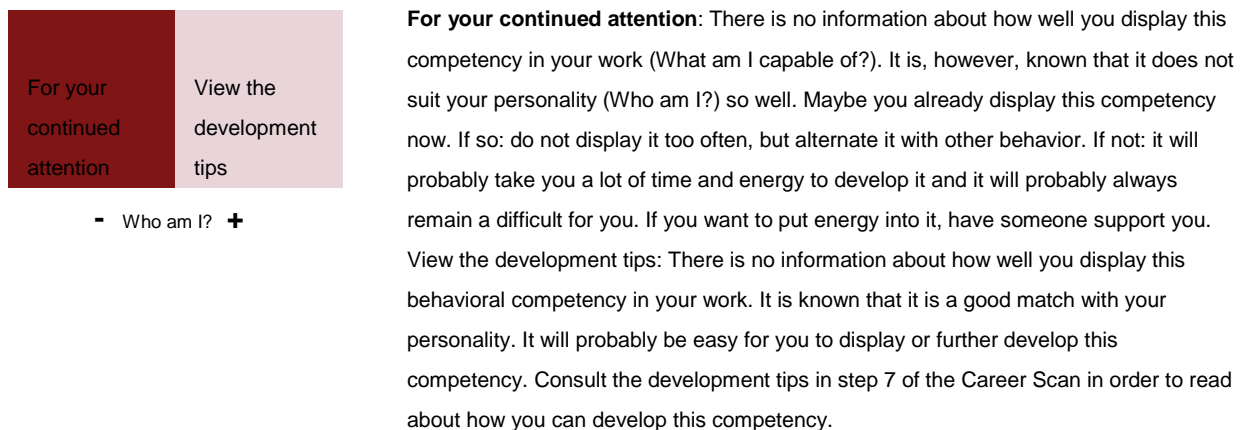 For your
continued
attention
View the
development
tips
- Who am I? +
For your continued attention: There is no information about how well you display this
competency in your work (What am I capable of?). It is, however, known that it does not
suit your personality (Who am I?) so well. Maybe you already display this competency
now. If so: do not display it too often, but alternate it with other behavior. If not: it will
probably take you a lot of time and energy to develop it and it will probably always
remain a difficult for you. If you want to put energy into it, have someone support you.
View the development tips: There is no information about how well you display this
behavioral competency in your work. It is known that it is a good match with your
personality. It will probably be easy for you to display or further develop this
competency. Consult the development tips in step 7 of the Career Scan in order to read
about how you can develop this competency.